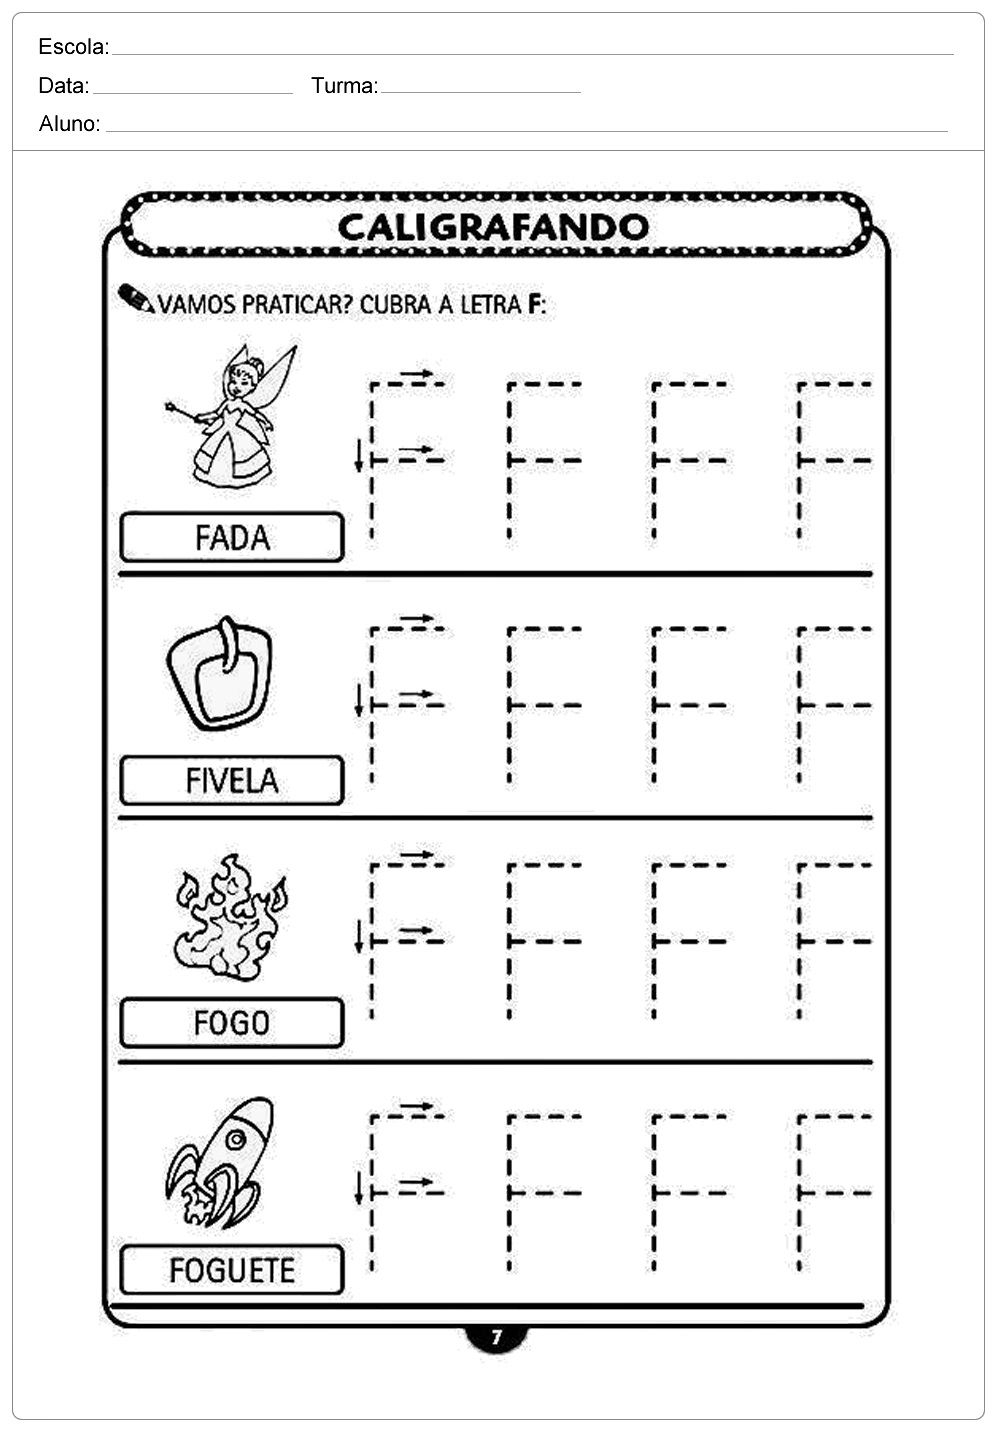 Escola:
Data: Turma:
Aluno:
CALIGRAFANDO
VAMOS PRATICAR? CUBRA A LETRA F:
F F F F
FADA
F F F F
FIVELA
F F F F
FOGO
F F F F
FOGUETE
7